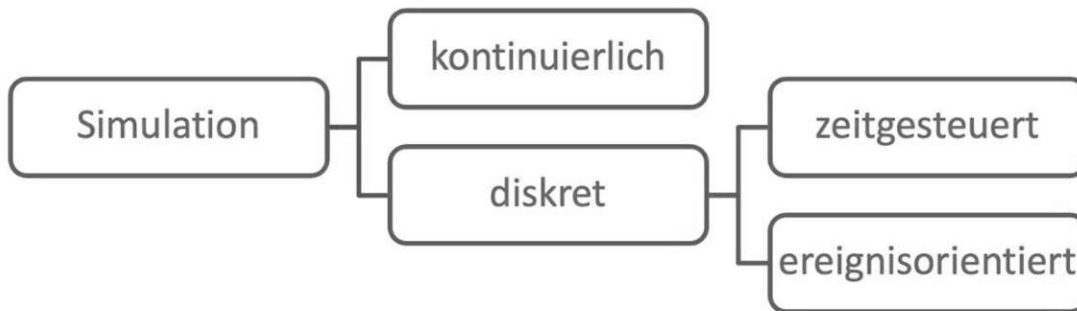 Simulation
kontinuierlich
diskret
zeitgesteuert
ereignisorientiert